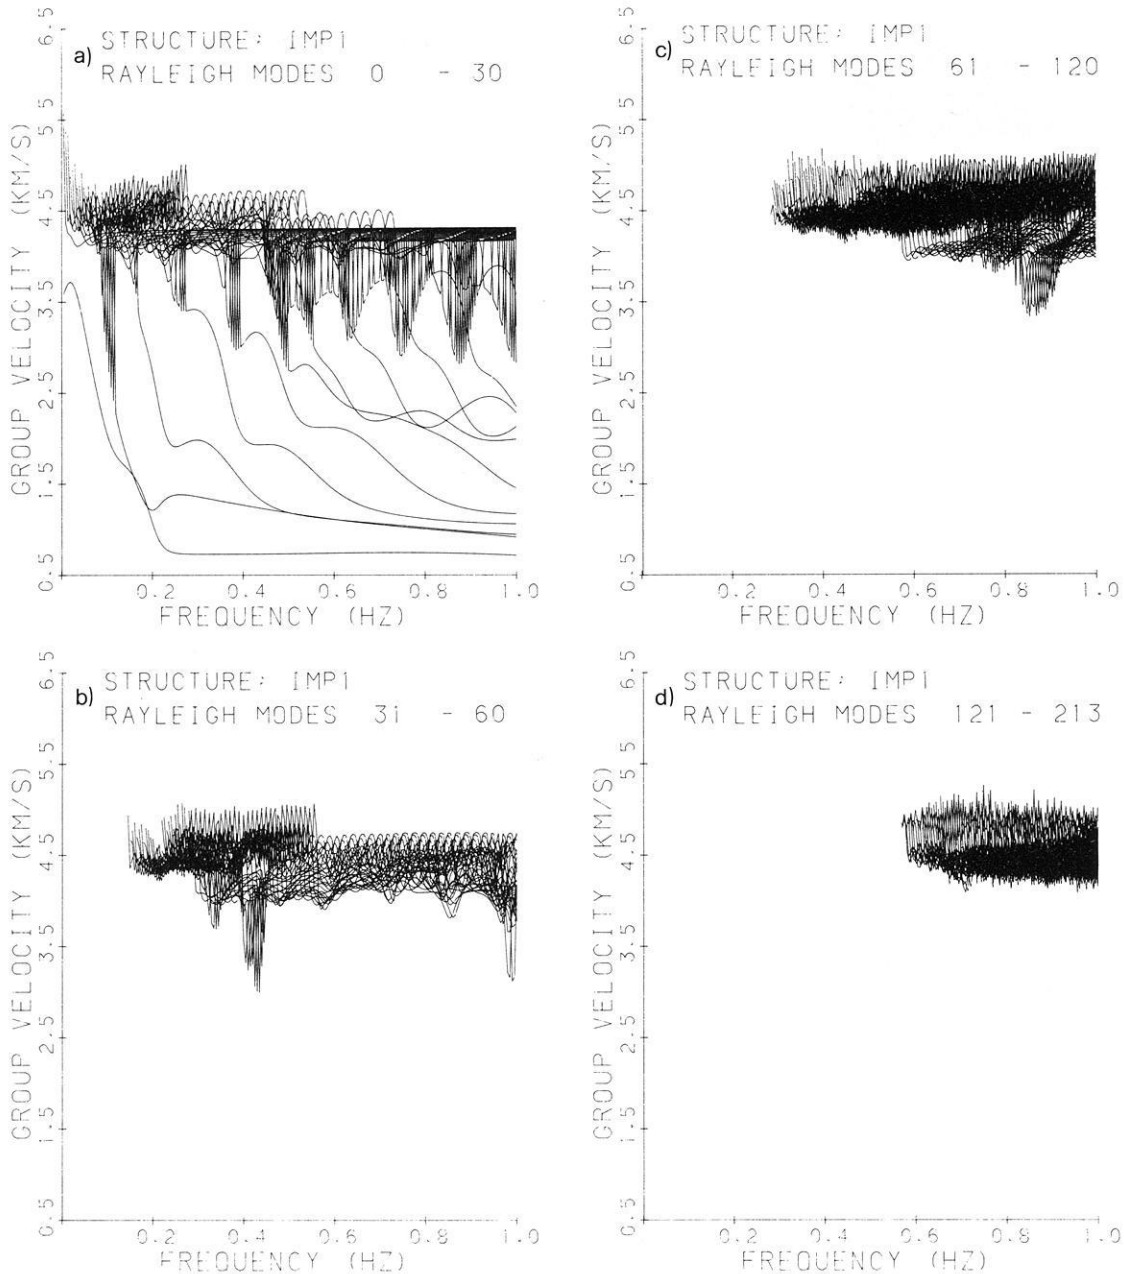 a) STRUCTURE: IMP1
RAYLEIGH MODES 0 - 30
GROUP VELOCITY (KM/S)
6.5
5.5
4.5
3.5
2.5
1.5
0.5
0.2 0.4 0.6 0.8 1.0
FREQUENCY (HZ)
c) STRUCTURE: IMP1
RAYLEIGH MODES 61 - 120
GROUP VELOCITY (KM/S)
6.5
5.5
4.5
3.5
2.5
1.5
0.5
0.2 0.4 0.6 0.8 1.0
FREQUENCY (HZ)
b) STRUCTURE: IMP1
RAYLEIGH MODES 31 - 60
GROUP VELOCITY (KM/S)
6.5
5.5
4.5
3.5
2.5
1.5
0.5
0.2 0.4 0.6 0.8 1.0
FREQUENCY (HZ)
d) STRUCTURE: IMP1
RAYLEIGH MODES 121 - 213
GROUP VELOCITY (KM/S)
6.5
5.5
4.5
3.5
2.5
1.5
0.5
0.2 0.4 0.6 0.8 1.0
FREQUENCY (HZ)